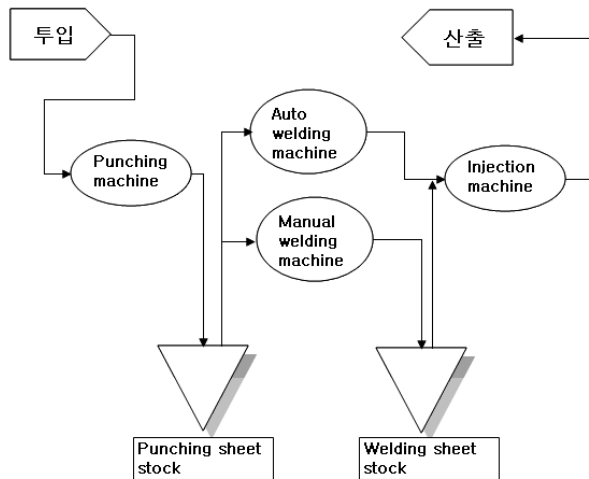 투입
산출
Auto
welding
machine
Punching
machine
Injection
machine
Manual
welding
machine
Punching sheet
stock
Welding sheet
stock